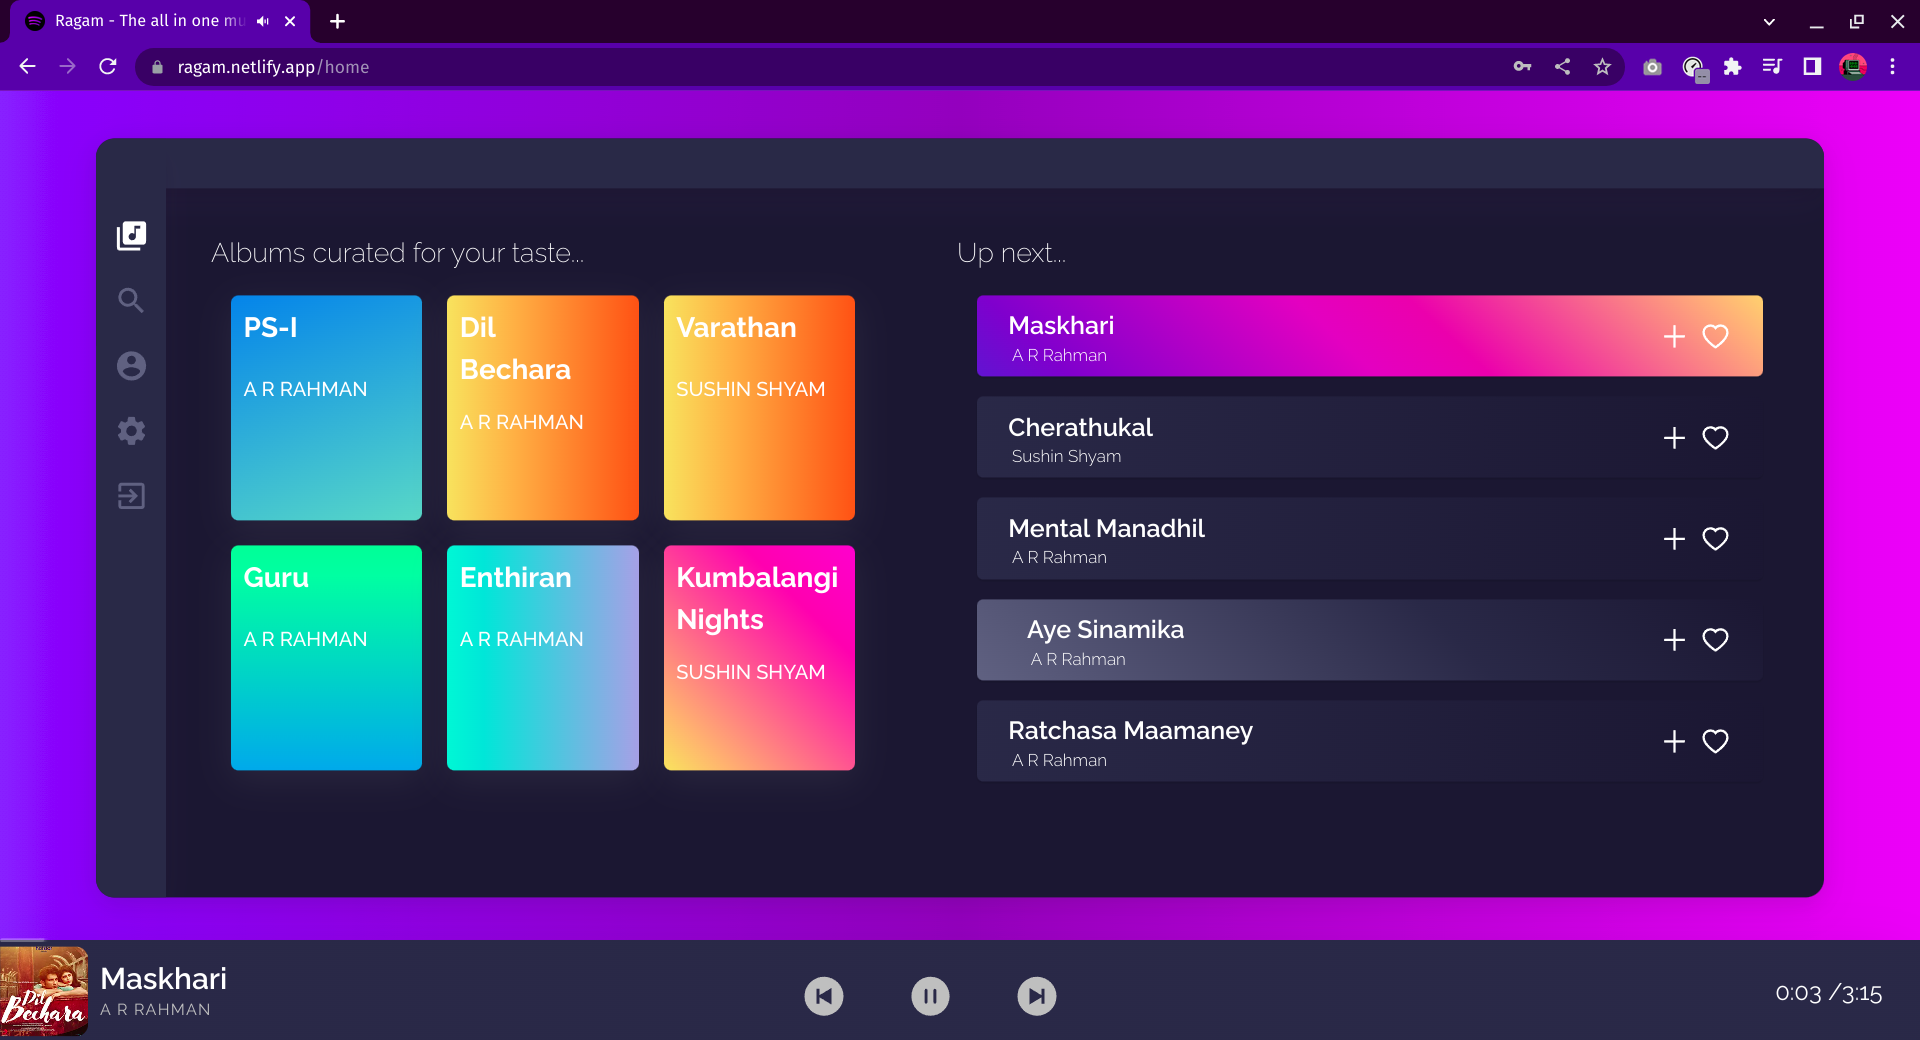 Ragam - The all in one mu
ragam.netlify.app/home
Albums curated for your taste...
PS-I
A R RAHMAN
Dil
Bechara
A R RAHMAN
Varathan
SUSHIN SHYAM
Guru
A R RAHMAN
Enthiran
A R RAHMAN
Kumbalangi
Nights
SUSHIN SHYAM
Up next...
Maskhari
A R Rahman
Cherathukal
Sushin Shyam
Mental Manadhil
A R Rahman
Aye Sinamika
A R Rahman
Ratchasa Maamaney
A R Rahman
Dil
Bechara
Maskhari
A R RAHMAN
0:03 /3:15